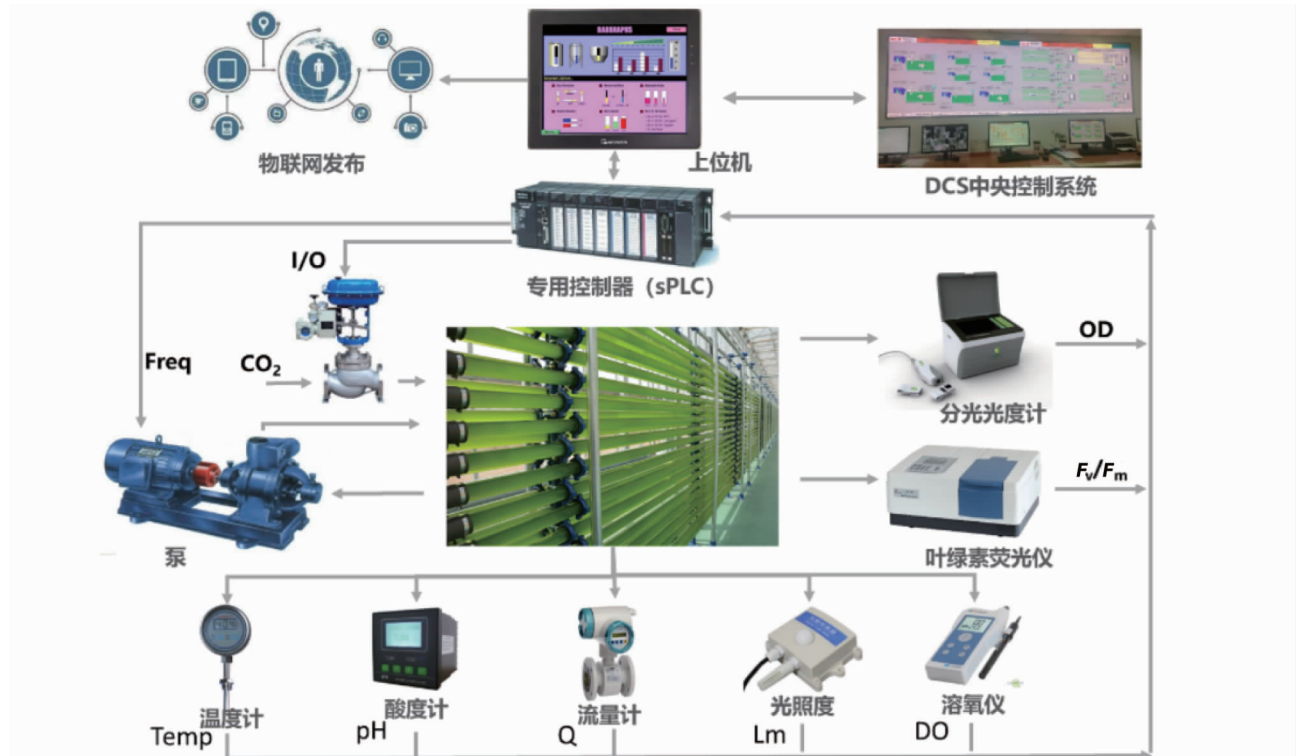 物联网发布
上位机
DCS中央控制系统
I/O
专用控制器（sPLC）
Freq
CO₂
OD
分光光度计
Fᵥ/Fₘ
泵
叶绿素荧光仪
温度计
酸度计
流量计
光照度
溶氧仪
Temp
pH
Q
Lm
DO